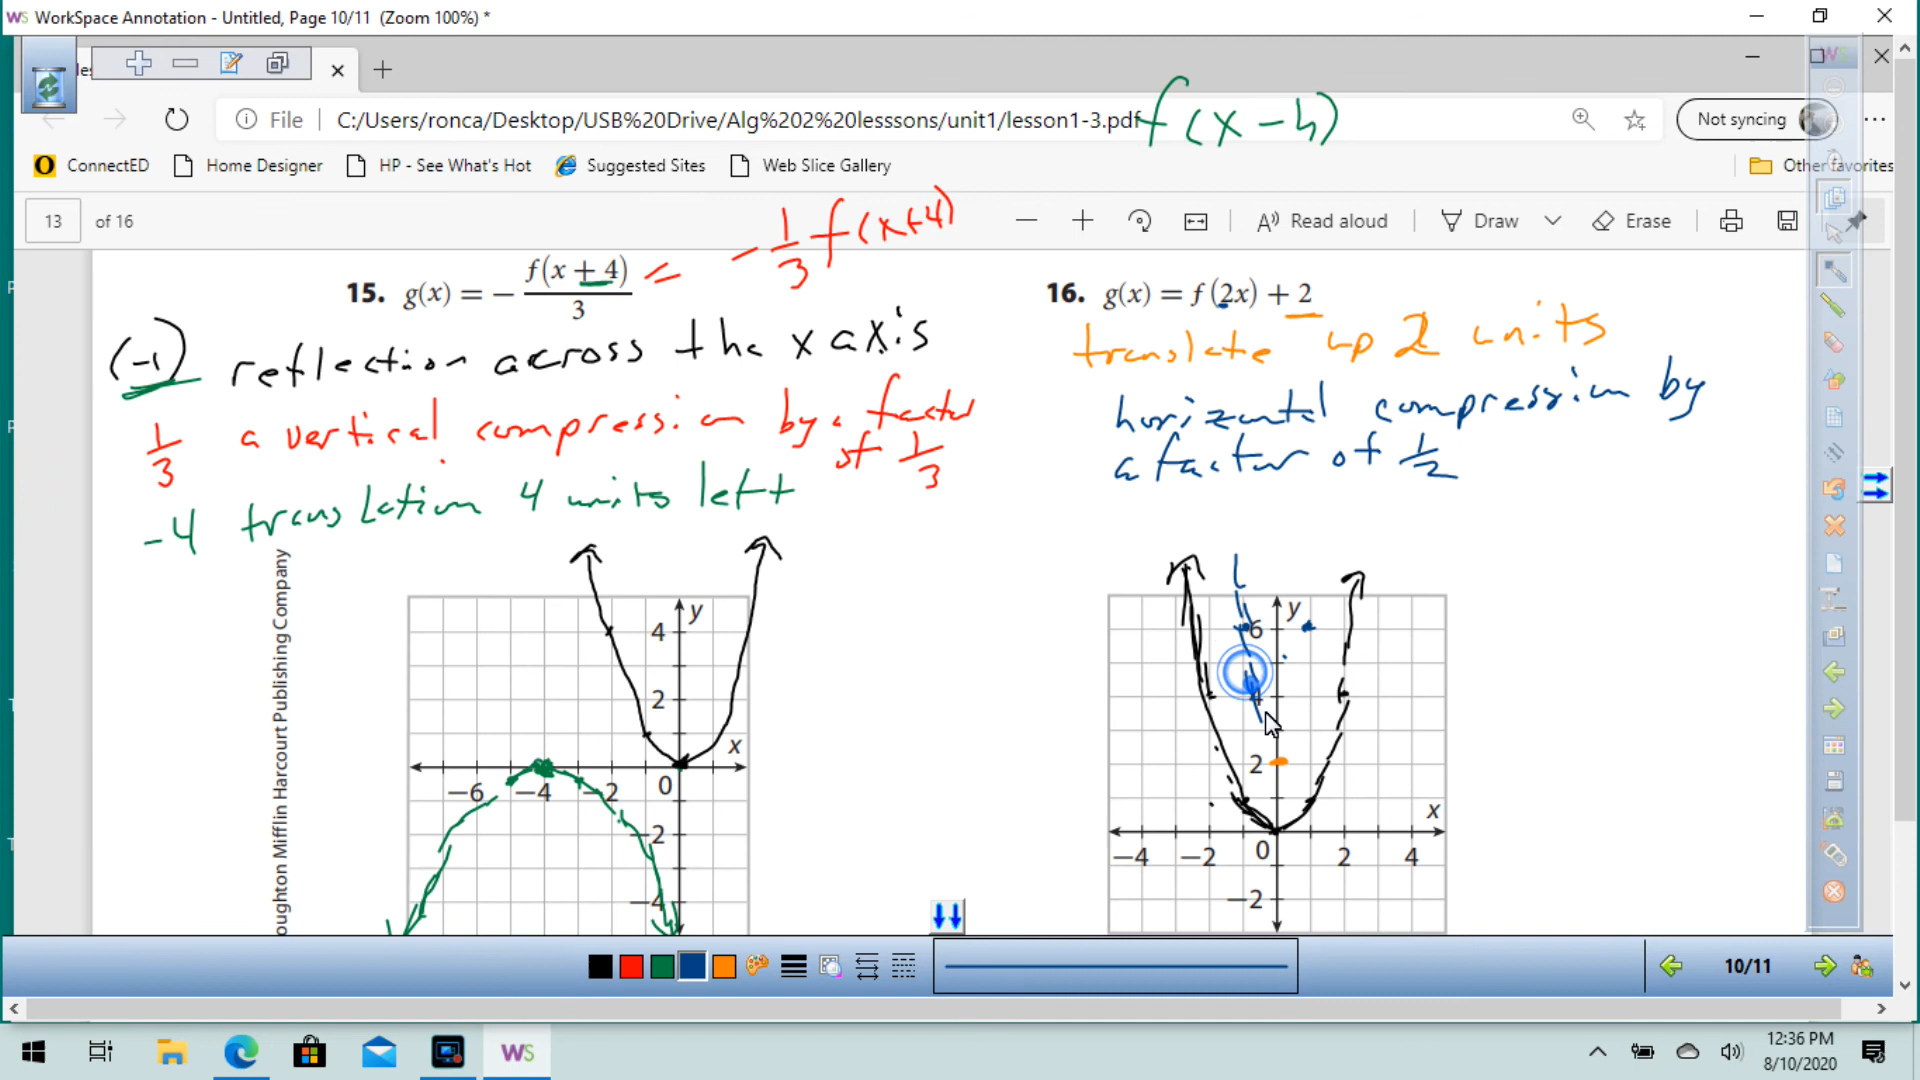 WS WorkSpace Annotation - Untitled, Page 10/11 (Zoom 100%) *
File C:/Users/ronca/Desktop/USB%20Drive/Alg%202%20lesssons/unit1/lesson1-3.pdf
f(x-h)
Not syncing
ConnectED
Home Designer
HP - See What's Hot
Suggested Sites
Web Slice Gallery
Other favorites
13 of 16
Read aloud
Draw
Erase
15. g(x) = - f(x + 4) / 3 = - 1/3 f(x+4)
(-1) reflection across the x axis
1/3 a vertical compression by a factor of 1/3
-4 translation 4 units left
16. g(x) = f(2x) + 2
translate up 2 units
horizontal compression by
a factor of 1/2
oughton Mifflin Harcourt Publishing Company
y
4
2
x
0
-6 -4 -2
-2
-4
y
6
4
2
x
-4 -2 0 2 4
-2
10/11
WS
12:36 PM
8/10/2020